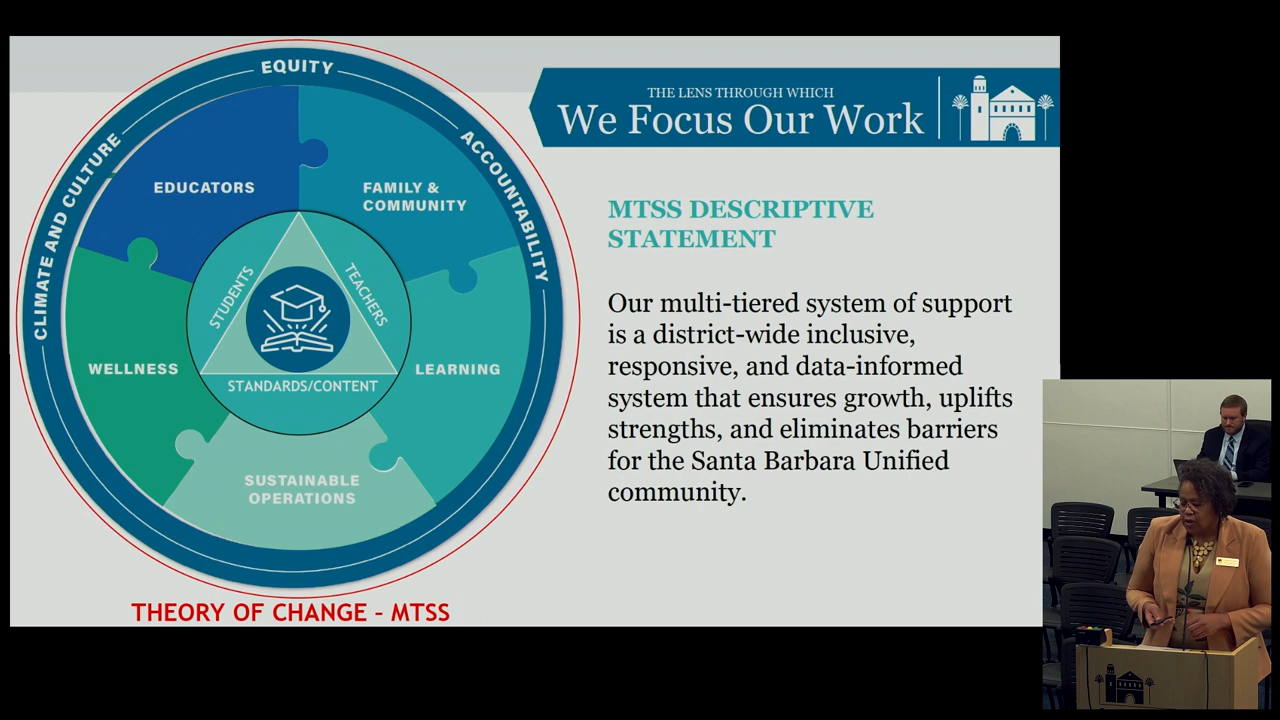 EQUITY
CLIMATE AND CULTURE
ACCOUNTABILITY
EDUCATORS
FAMILY &
COMMUNITY
STUDENTS
TEACHERS
STANDARDS/CONTENT
WELLNESS
LEARNING
SUSTAINABLE
OPERATIONS
THEORY OF CHANGE – MTSS
THE LENS THROUGH WHICH
We Focus Our Work
MTSS DESCRIPTIVE
STATEMENT
Our multi-tiered system of support
is a district-wide inclusive,
responsive, and data-informed
system that ensures growth, uplifts
strengths, and eliminates barriers
for the Santa Barbara Unified
community.